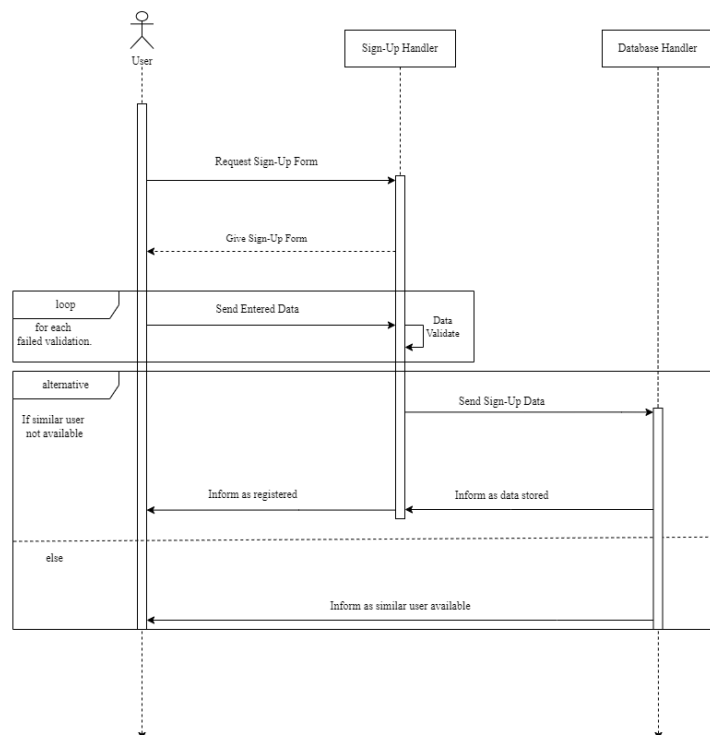 User
Sign-Up Handler
Database Handler
Request Sign-Up Form
Give Sign-Up Form
loop
for each
failed validation.
Send Entered Data
Data
Validate
alternative
If similar user
not available
Send Sign-Up Data
Inform as registered
Inform as data stored
else
Inform as similar user available